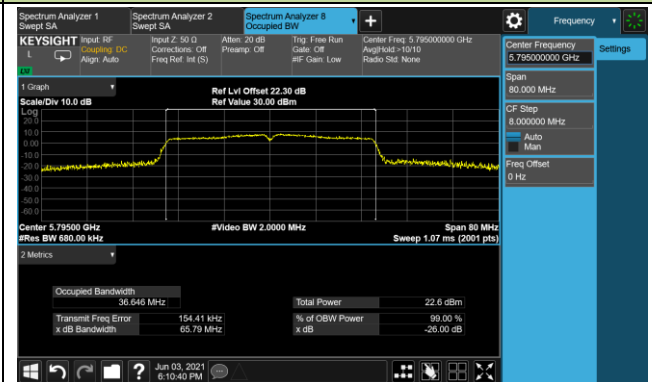 Spectrum Analyzer 1
Swept SA
Spectrum Analyzer 2
Swept SA
Spectrum Analyzer 8
Occupied BW
Frequency
KEYSIGHT
L
Input: RF
Coupling: DC
Align: Auto
Input Z: 50 Ω
Corrections: Off
Freq Ref: Int (S)
Atten: 20 dB
Preamp: Off
Trig: Free Run
Gate: Off
#IF Gain: Low
Center Freq: 5.795000000 GHz
Avg|Hold:>10/10
Radio Std: None
Center Frequency
5.795000000 GHz
Settings
Span
80.000 MHz
CF Step
8.000000 MHz
Auto
Man
Freq Offset
0 Hz
1 Graph
Scale/Div 10.0 dB
Ref Lvl Offset 22.30 dB
Ref Value 30.00 dBm
Log
20.0
10.0
0.00
-10.0
-20.0
-30.0
-40.0
-50.0
-60.0
Center 5.79500 GHz
#Res BW 680.00 kHz
#Video BW 2.0000 MHz
Span 80 MHz
Sweep 1.07 ms (2001 pts)
2 Metrics
Occupied Bandwidth
36.646 MHz
Total Power
22.6 dBm
Transmit Freq Error
154.41 kHz
% of OBW Power
99.00 %
x dB Bandwidth
65.79 MHz
x dB
-26.00 dB
Jun 03, 2021
6:10:40 PM